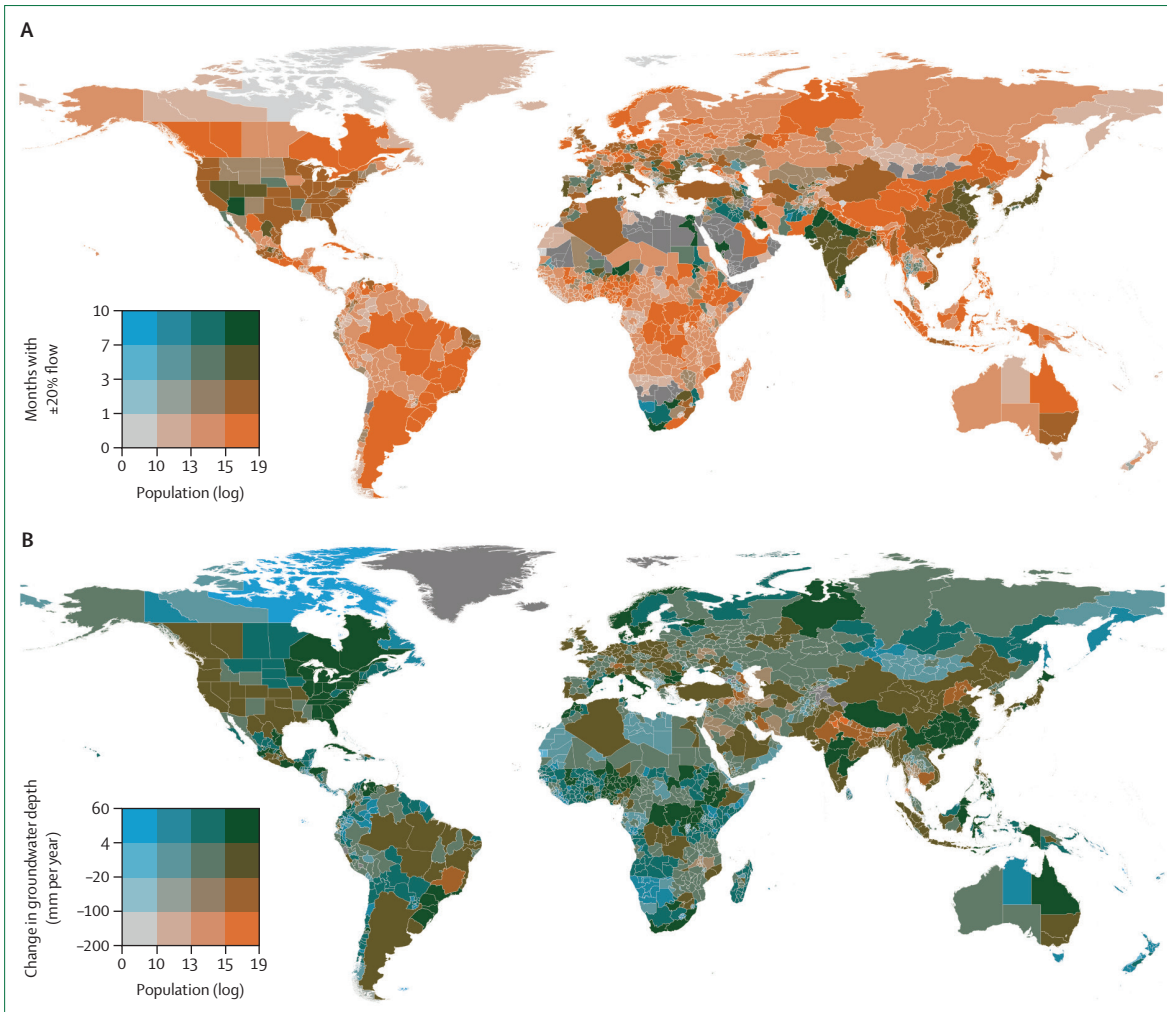 A
Months with
±20% flow
10
7
3
1
0
0 10 13 15 19
Population (log)
B
Change in groundwater depth
(mm per year)
60
4
–20
–100
–200
0 10 13 15 19
Population (log)